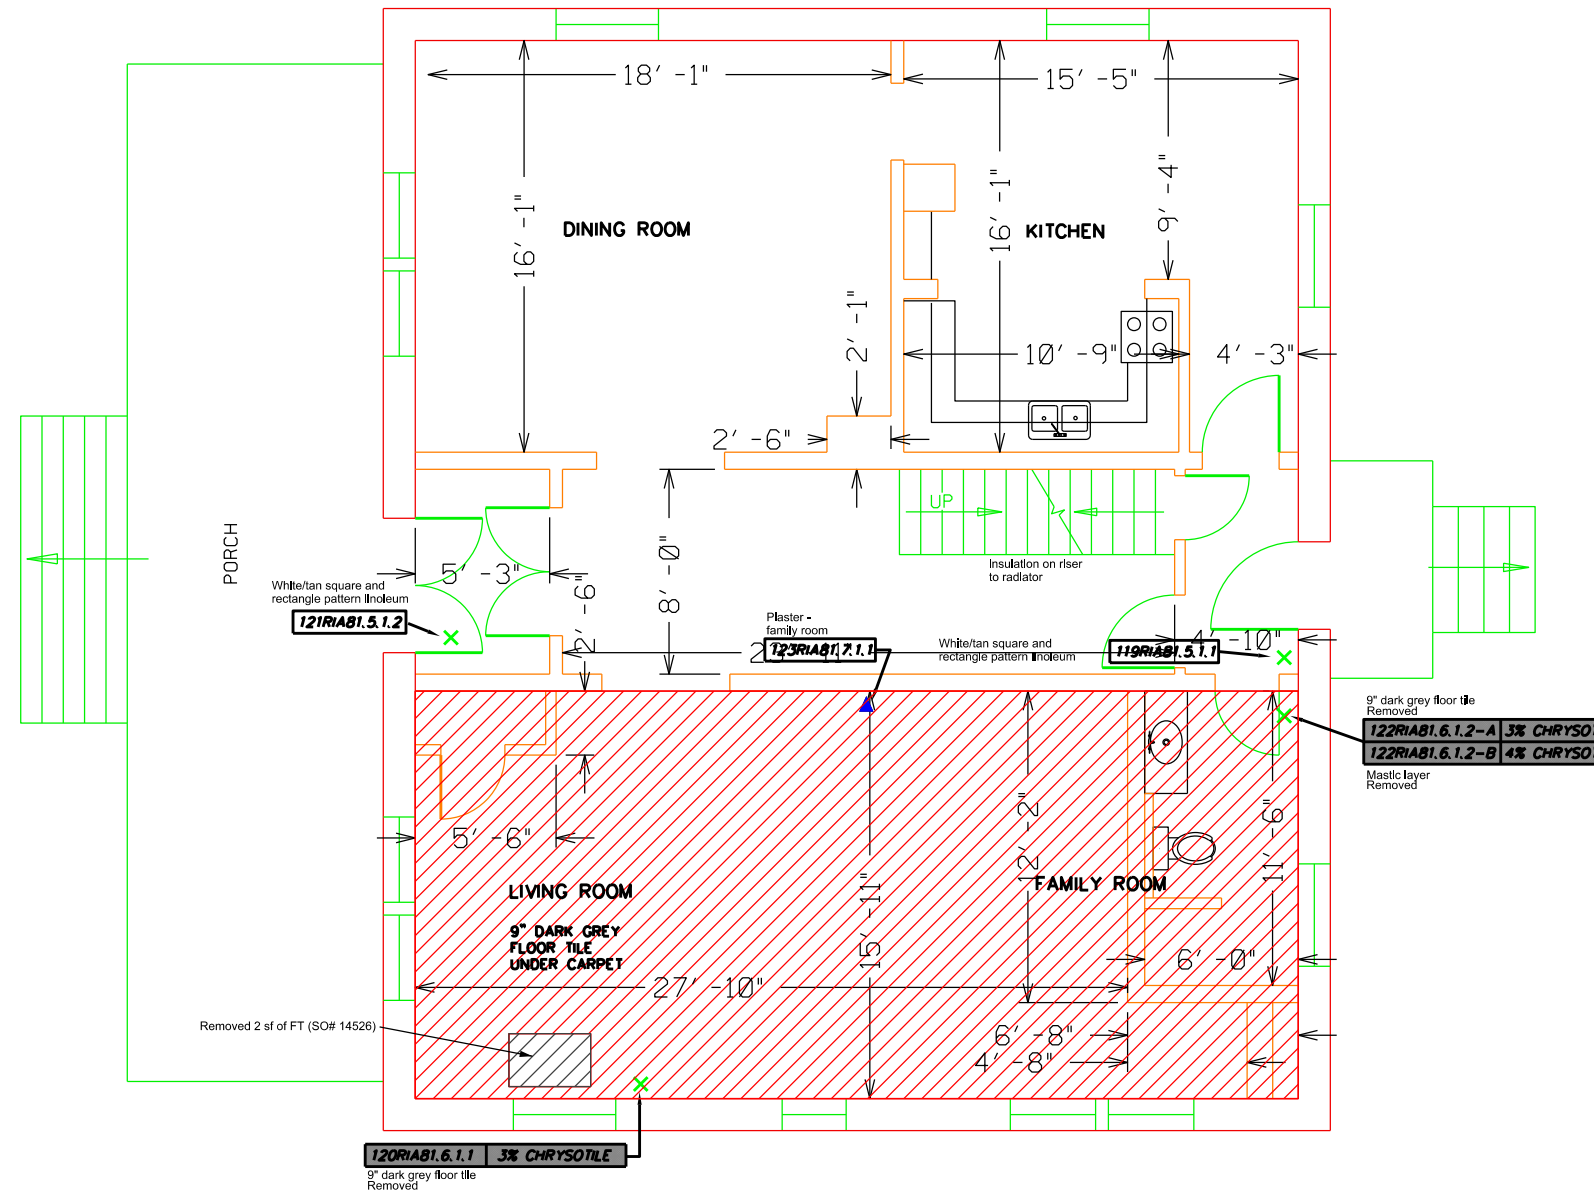 18' -1"
15' -5"
16' -1"
16' -1"
9' -4"
DINING ROOM
KITCHEN
2' -1"
10' -9"
4' -3"
2' -6"
UP
PORCH
8' -0"
Insulation on riser
to radiator
5' -3"
2' -6"
White/tan square and
rectangle pattern linoleum
121RIA81.5.1.2
Plaster -
family room
123RIA81.7.1.1
White/tan square and
rectangle pattern linoleum
119RIA81.5.1.1
4' -10"
9" dark grey floor tile
Removed
122RIA81.6.1.2-A 3% CHRYSO
122RIA81.6.1.2-B 4% CHRYSO
Mastic layer
Removed
5' -6"
12' -2"
11' -6"
LIVING ROOM
FAMILY ROOM
9" DARK GREY
FLOOR TILE
UNDER CARPET
15' -11"
6' -0"
27' -10"
Removed 2 sf of FT (SO# 14526)
6' -8"
4' -8"
120RIA81.6.1.1 3% CHRYSOTILE
9" dark grey floor tile
Removed